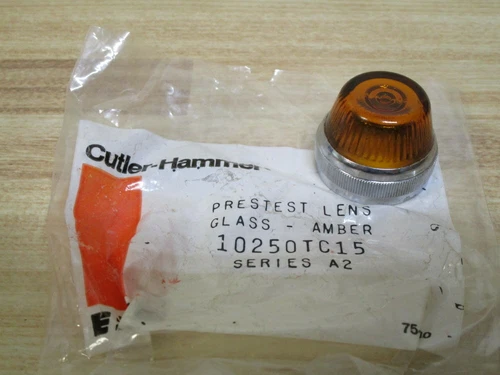 Cutler-Hammer
PRESTEST LENS
GLASS - AMBER
10250TC15
SERIES A2